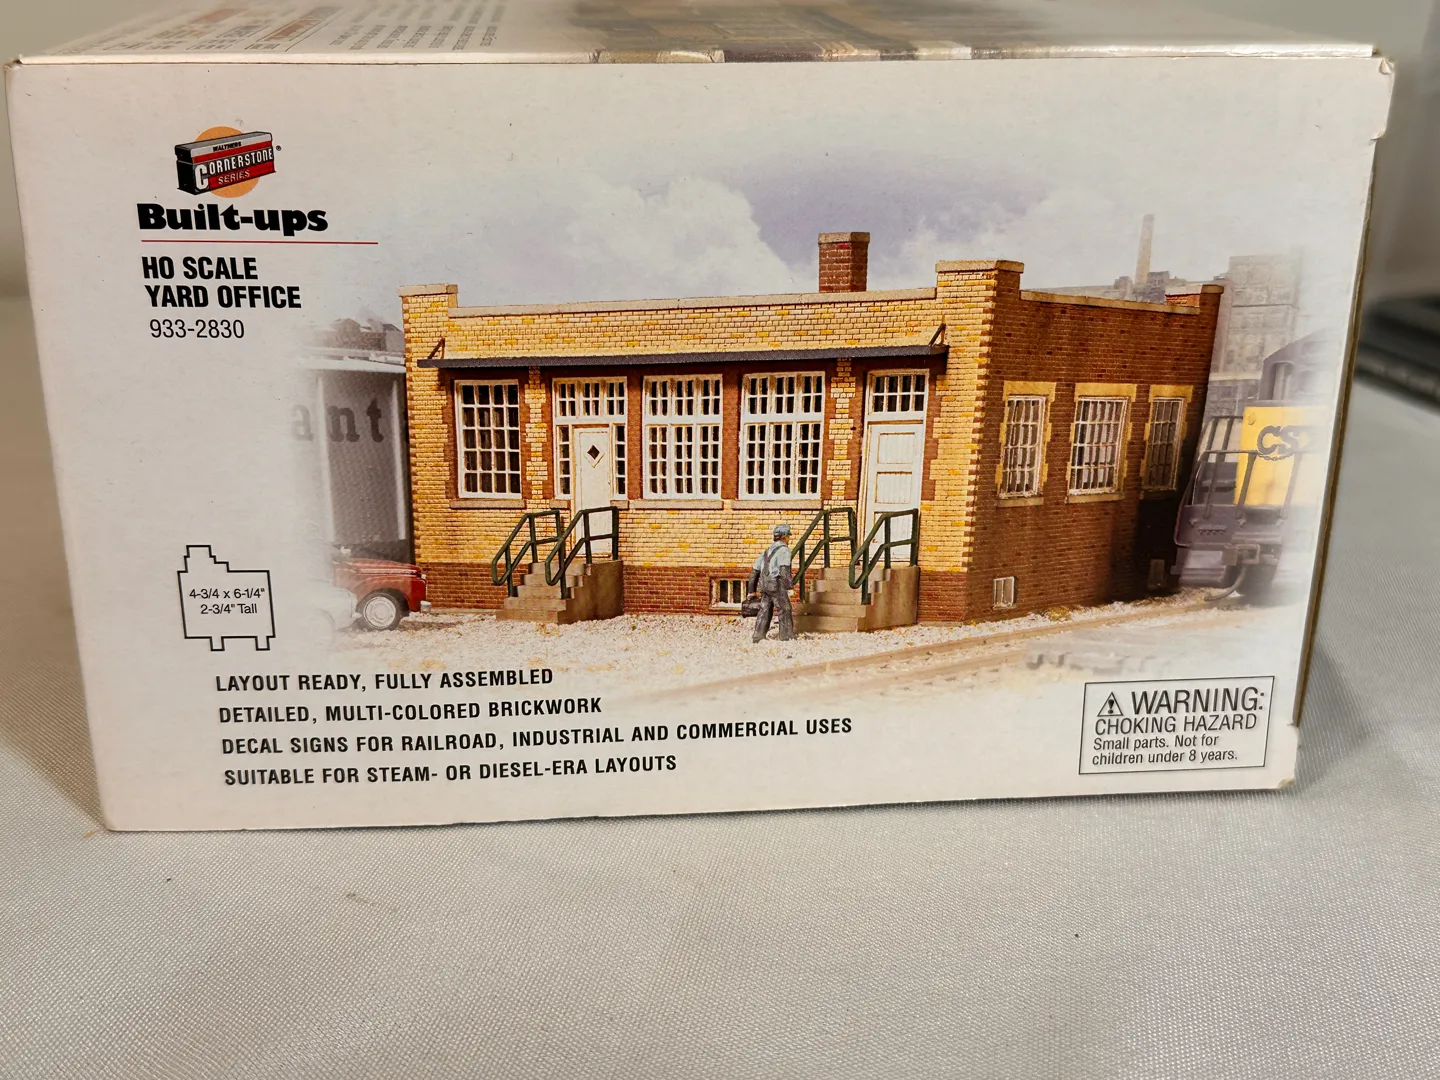 WALTHERS
CORNERSTONE®
SERIES
Built-ups
HO SCALE
YARD OFFICE
933-2830
ant
CS
4-3/4 x 6-1/4"
2-3/4" Tall
LAYOUT READY, FULLY ASSEMBLED
DETAILED, MULTI-COLORED BRICKWORK
DECAL SIGNS FOR RAILROAD, INDUSTRIAL AND COMMERCIAL USES
SUITABLE FOR STEAM- OR DIESEL-ERA LAYOUTS
WARNING:
CHOKING HAZARD
Small parts. Not for
children under 8 years.